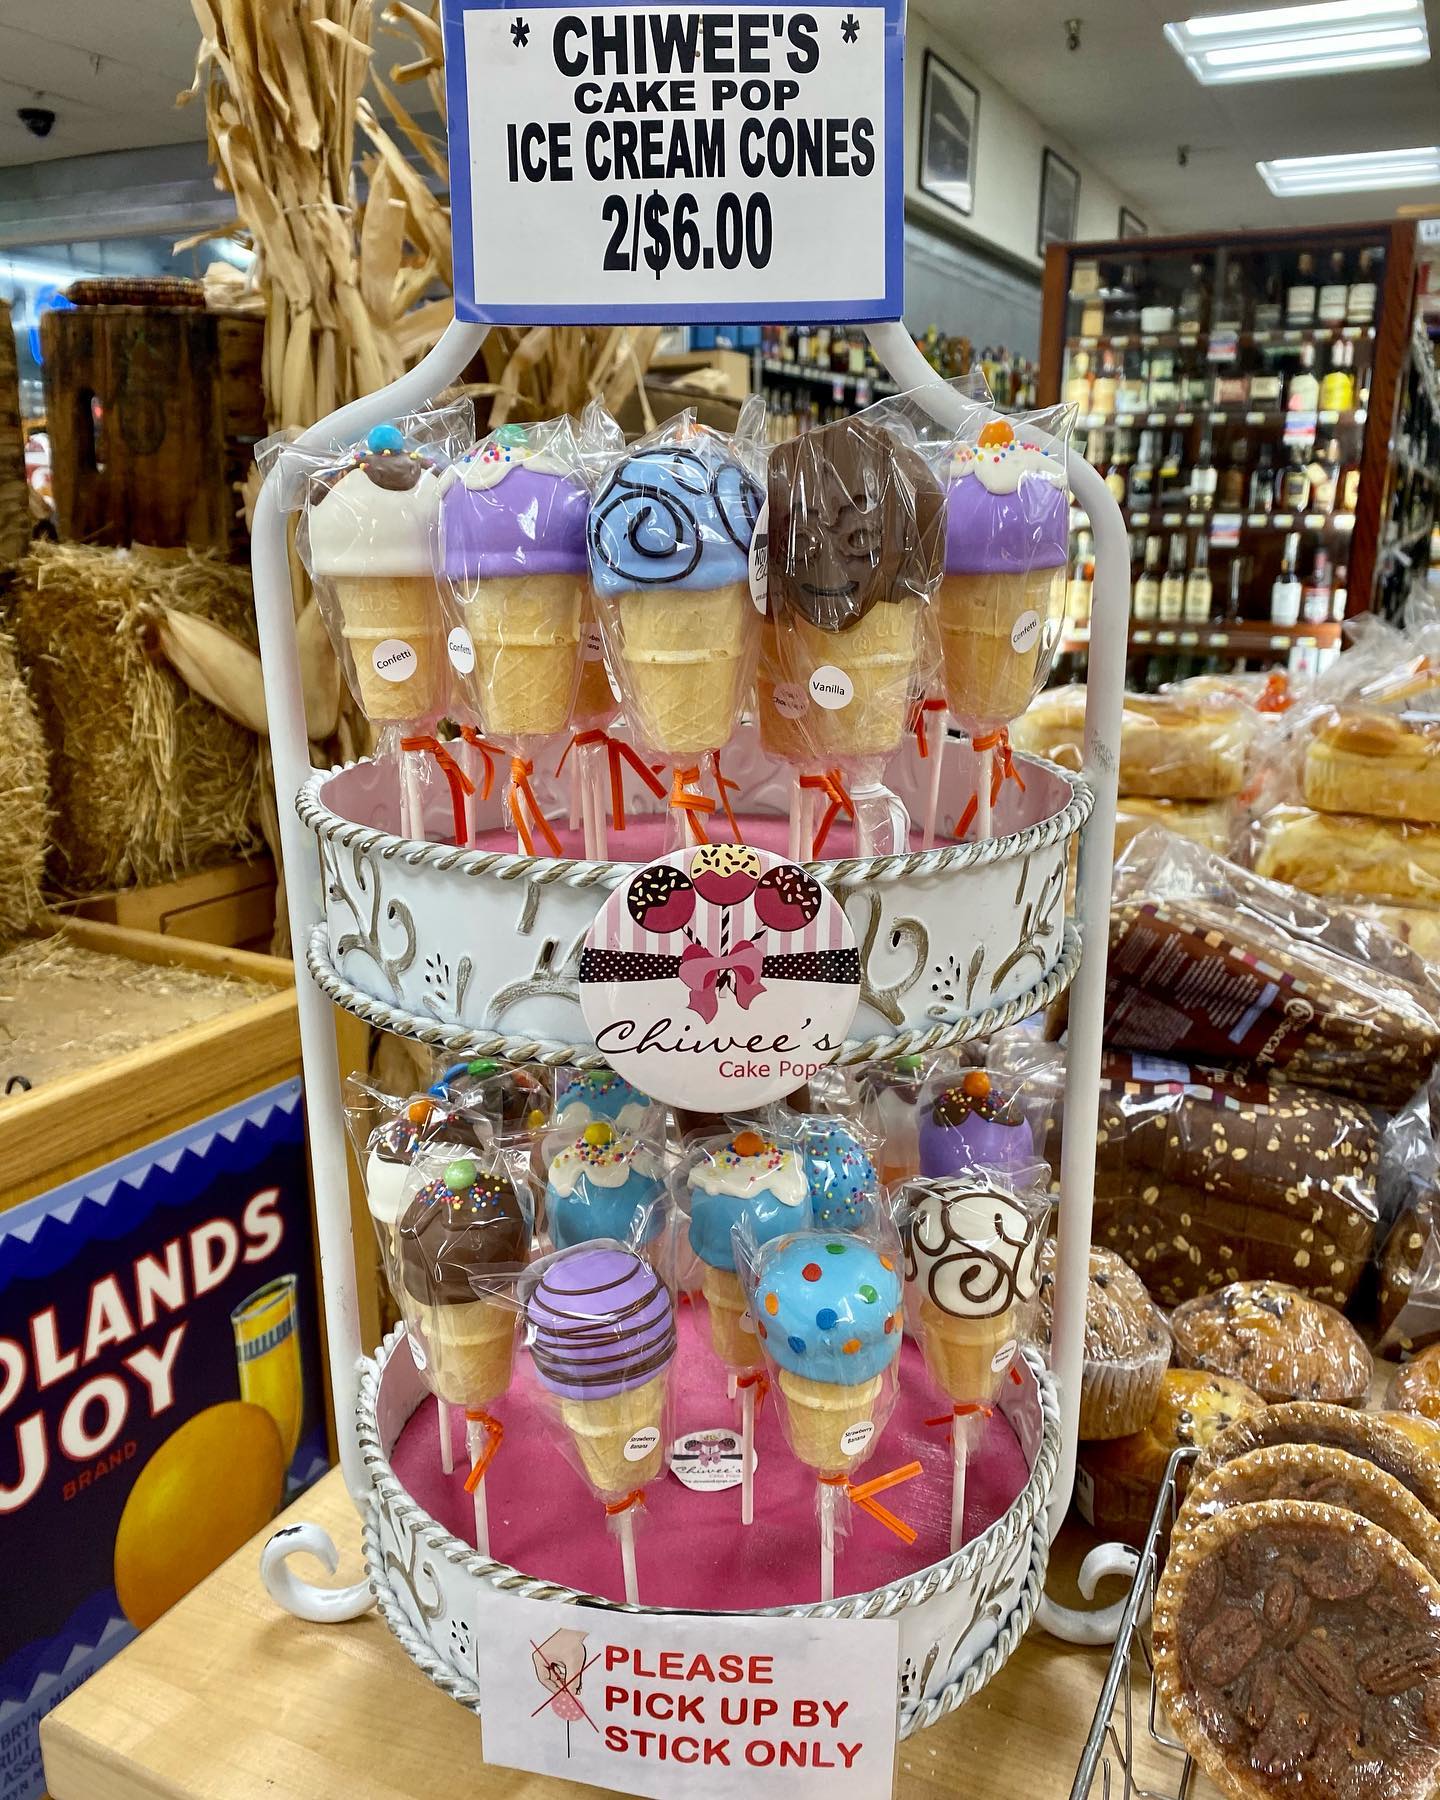 * CHIWEE'S *
CAKE POP
ICE CREAM CONES
2/$6.00
Confetti
Confetti
Vanilla
Confetti
Chiwee's
Cake Pops
Strawberry
Banana
Strawberry
Banana
Chiwee's
OLANDS
JOY
BRAND
PLEASE
PICK UP BY
STICK ONLY